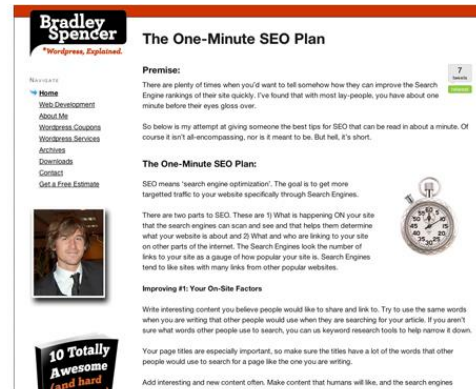 Bradley
Spencer
*Wordpress, Explained.
NAVIGATE
Home
Web Development
About Me
Wordpress Coupons
Wordpress Services
Archives
Downloads
Contact
Get a Free Estimate
10 Totally
Awesome
(and hard
The One-Minute SEO Plan
Premise:
7
tweets
retweet
There are plenty of times when you'd want to tell somehow how they can improve the Search
Engine rankings of their site quickly. I've found that with most lay-people, you have about one
minute before their eyes gloss over.
So below is my attempt at giving someone the best tips for SEO that can be read in about a minute. Of
course it isn't all-encompassing, nor is it meant to be. But hell, it's short.
The One-Minute SEO Plan:
SEO means 'search engine optimization'. The goal is to get more
targetted traffic to your website specifically through Search Engines.
There are two parts to SEO. These are 1) What is happening ON your site
that the search engines can scan and see and that helps them determine
what your website is about and 2) What and who are linking to your site
on other parts of the internet. The Search Engines look the number of
links to your site as a gauge of how popular your site is. Search Engines
tend to like sites with many links from other popular websites.
Improving #1: Your On-Site Factors
Write interesting content you believe people would like to share and link to. Try to use the same words
when you are writing that other people would use when they are searching for your article. If you aren't
sure what words other people use to search, you can us keyword research tools to help narrow it down.
Your page titles are especially important, so make sure the titles have a lot of the words that other
people would use to search for a page like the one you are writing.
Add interesting and new content often. Make content that humans will like, and the search engines